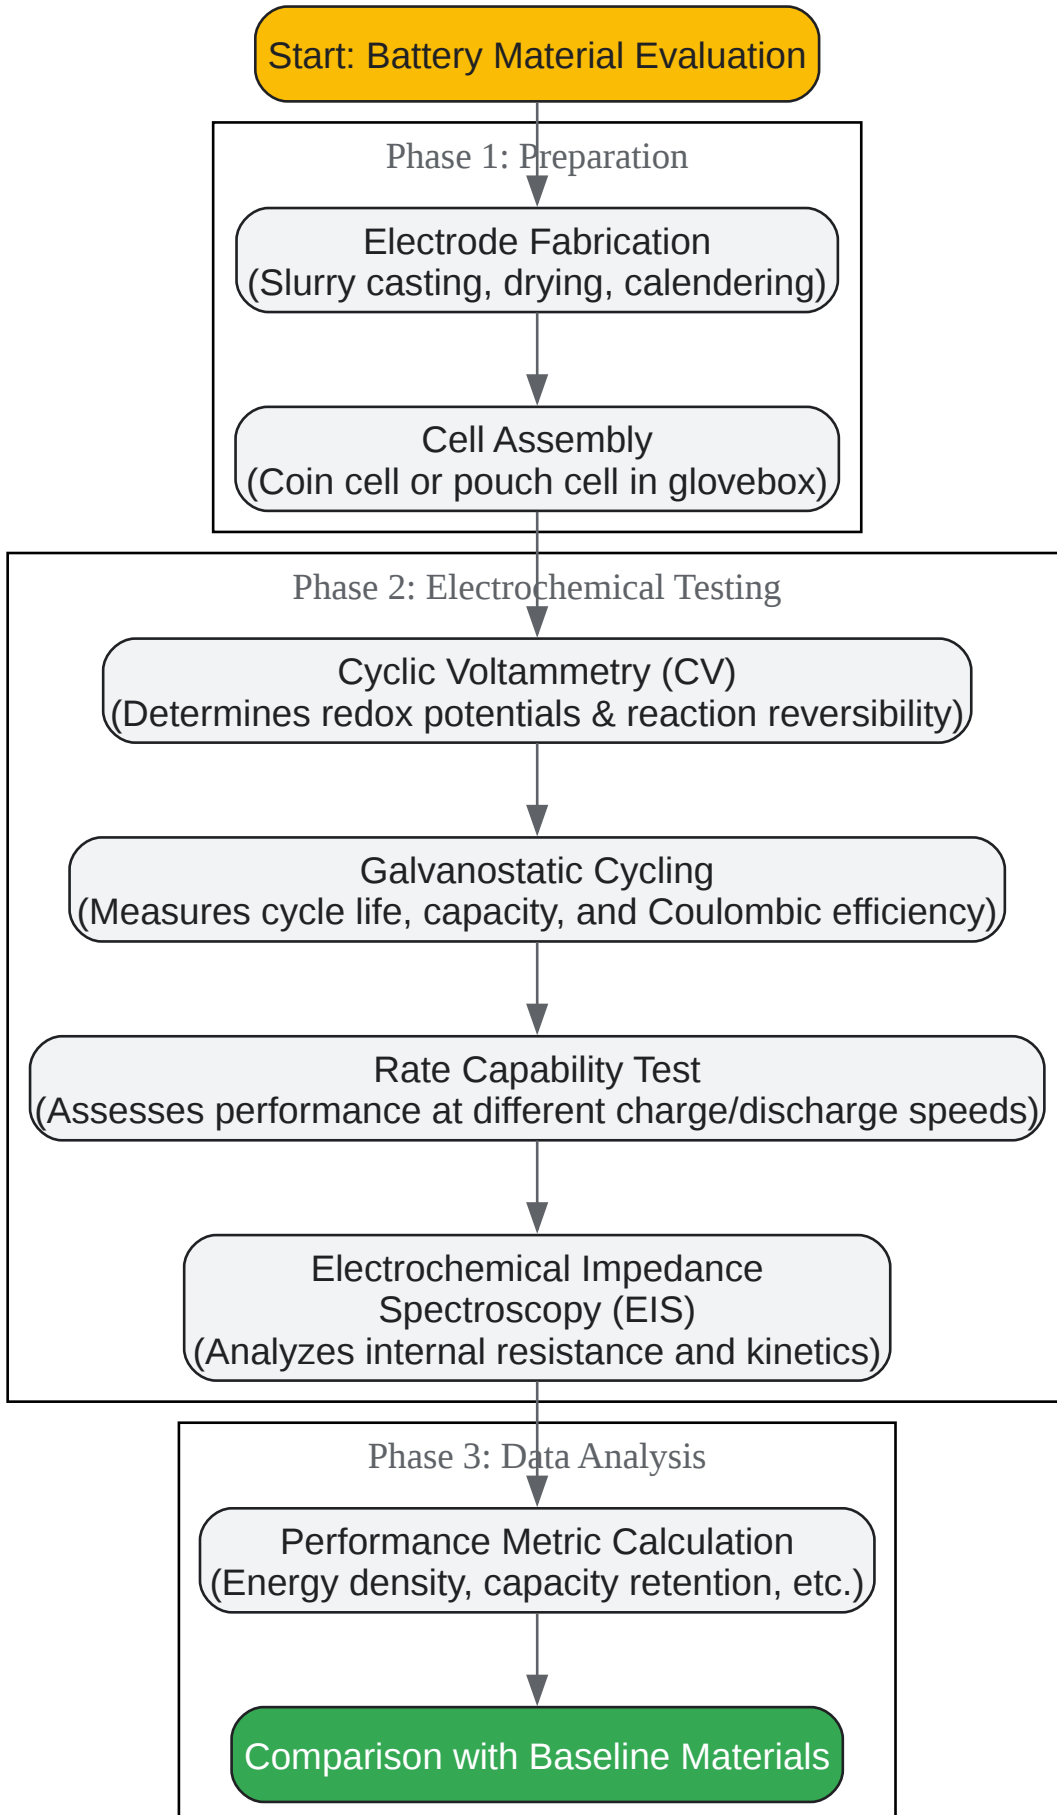 Start: Battery Material Evaluation
Phase 1: Preparation
Electrode Fabrication
(Slurry casting, drying, calendering)
Cell Assembly
(Coin cell or pouch cell in glovebox)
Phase 2: Electrochemical Testing
Cyclic Voltammetry (CV)
(Determines redox potentials & reaction reversibility)
Galvanostatic Cycling
(Measures cycle life, capacity, and Coulombic efficiency)
Rate Capability Test
(Assesses performance at different charge/discharge speeds)
Electrochemical Impedance
Spectroscopy (EIS)
(Analyzes internal resistance and kinetics)
Phase 3: Data Analysis
Performance Metric Calculation
(Energy density, capacity retention, etc.)
Comparison with Baseline Materials